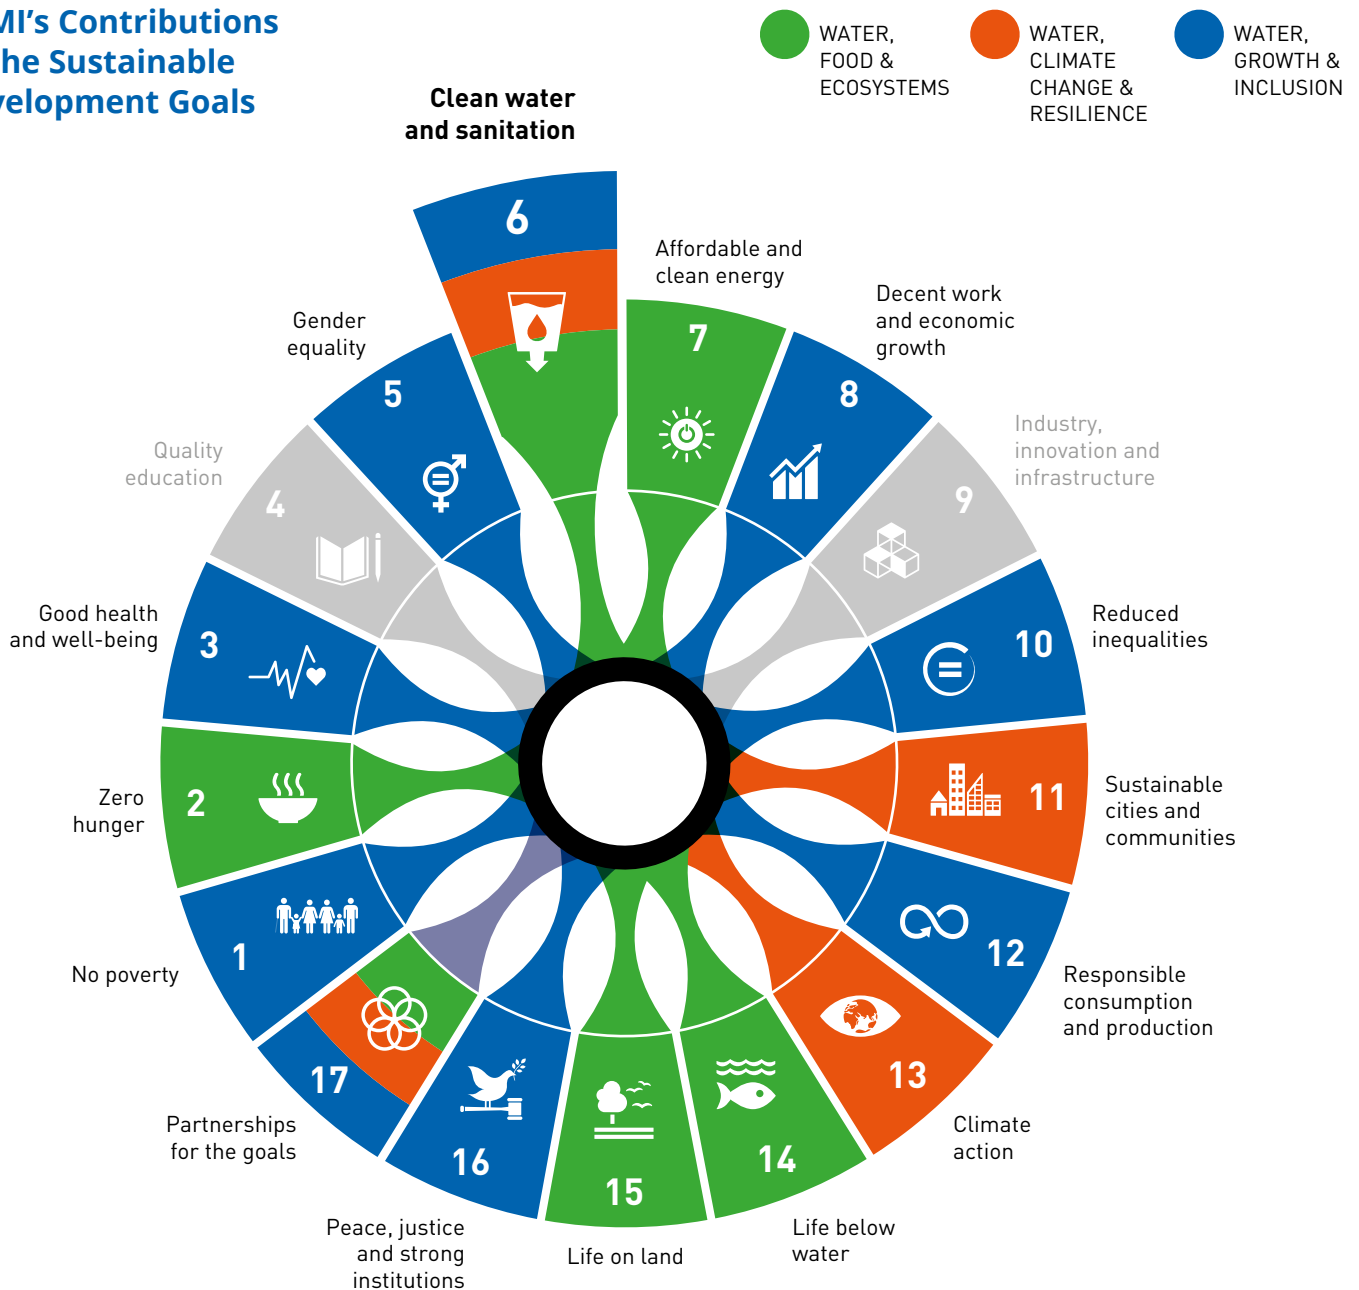 MI's Contributions
he Sustainable
velopment Goals
WATER,
FOOD &
ECOSYSTEMS
WATER,
CLIMATE
CHANGE &
RESILIENCE
WATER,
GROWTH &
INCLUSION
Clean water
and sanitation
6
Affordable and
clean energy
7
Decent work
and economic
growth
8
Industry,
innovation and
infrastructure
9
Reduced
inequalities
10
Sustainable
cities and
communities
11
Responsible
consumption
and production
12
Climate
action
13
Life below
water
14
Life on land
15
Peace, justice
and strong
institutions
16
Partnerships
for the goals
17
No poverty
1
Zero
hunger
2
Good health
and well-being
3
Quality
education
4
Gender
equality
5